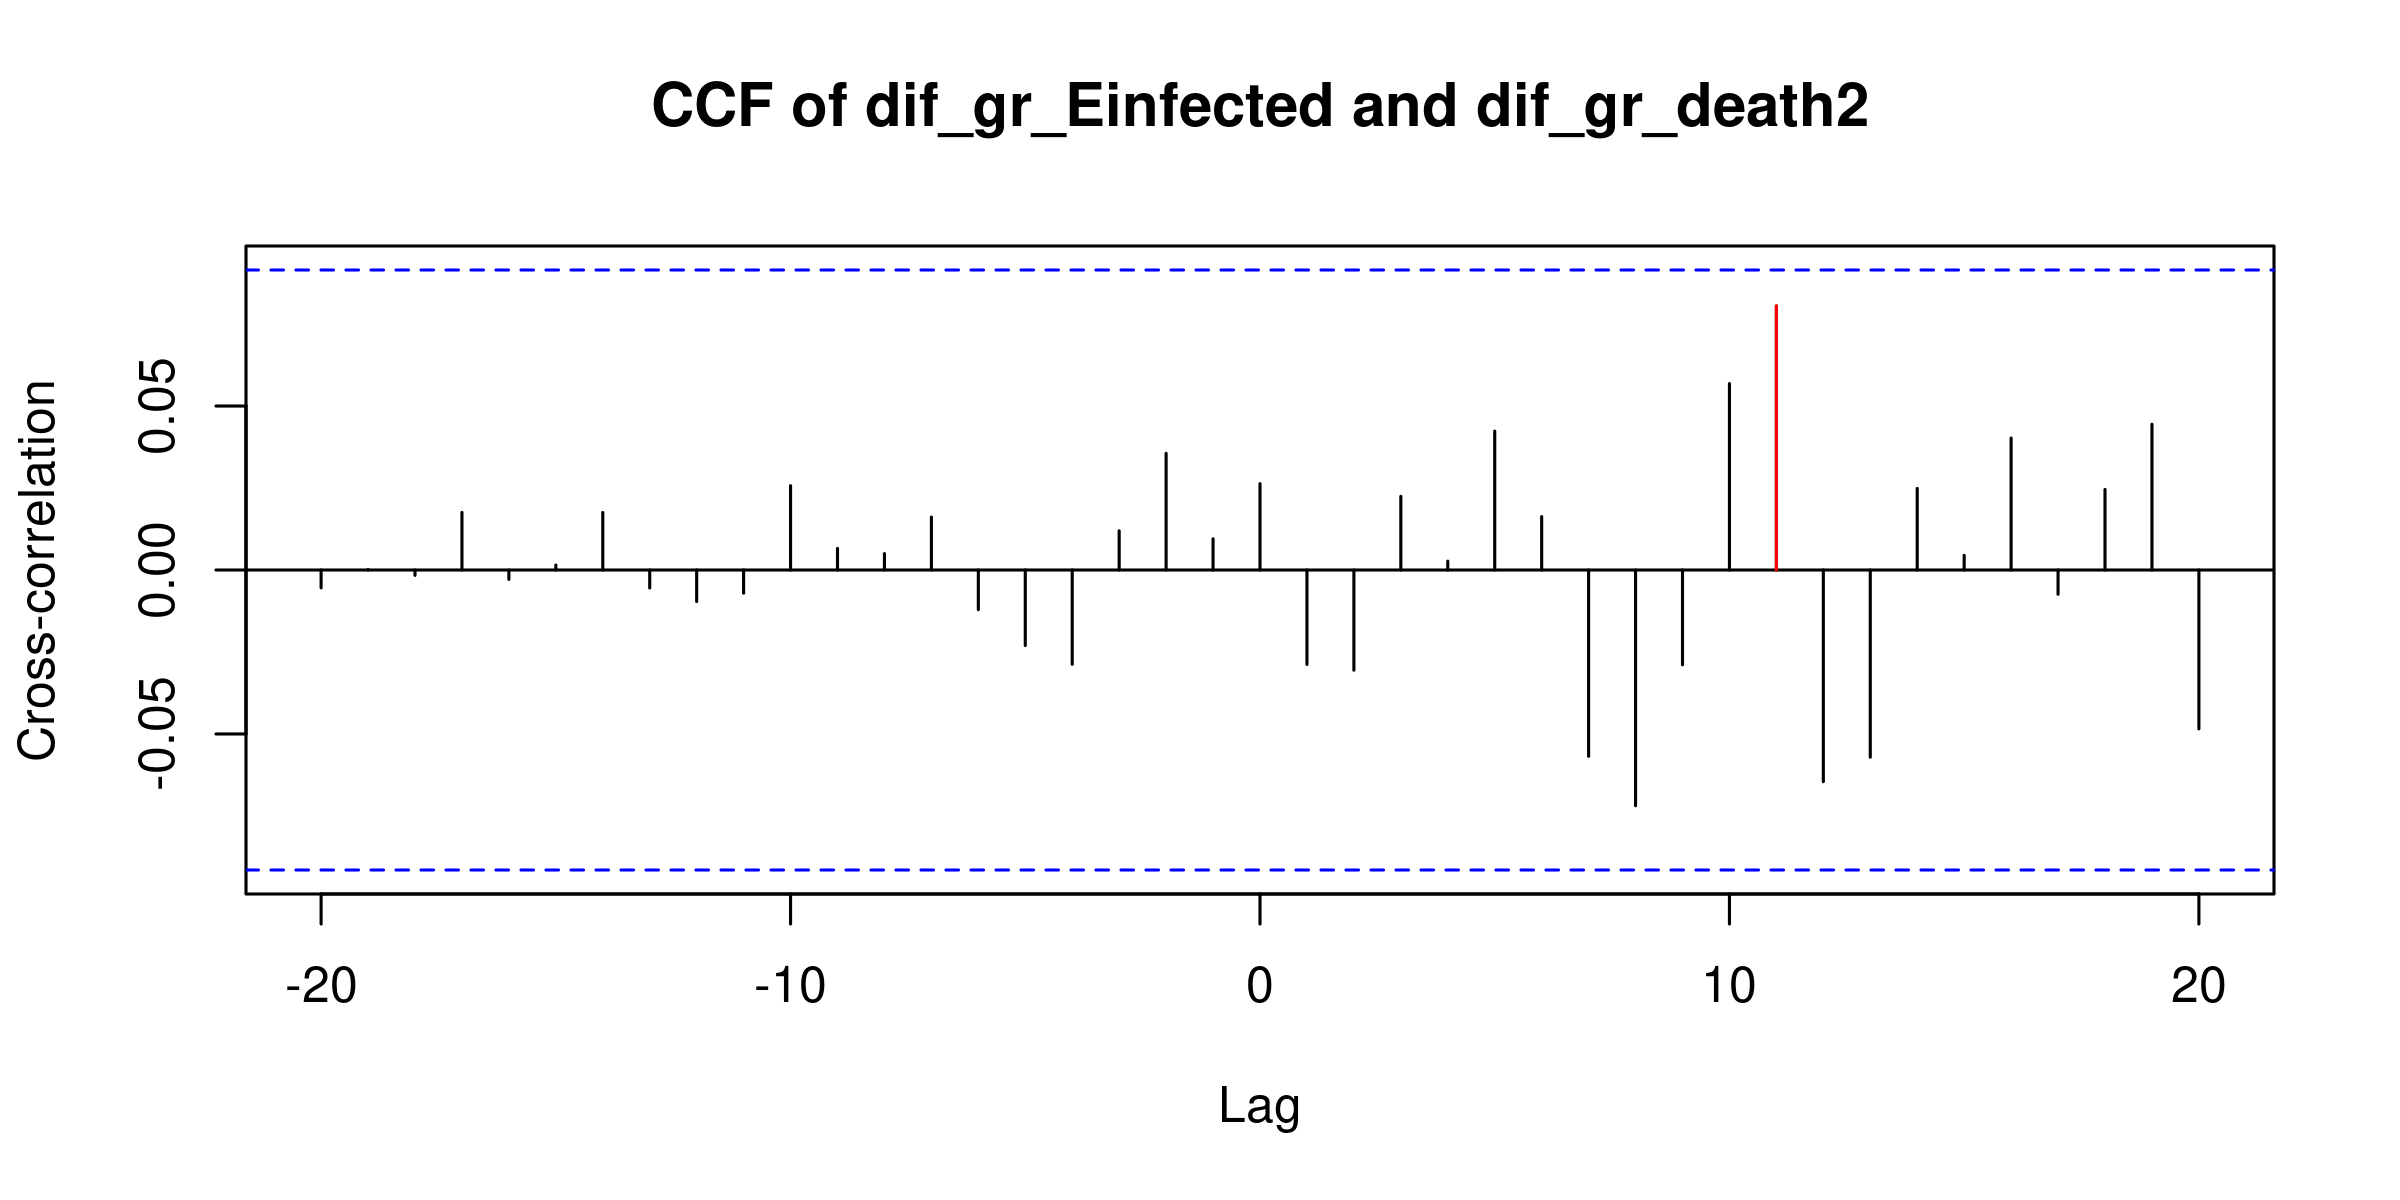 CCF of dif_gr_Einfected and dif_gr_death2
Cross-correlation
0.05
0.00
-0.05
-20 -10 0 10 20
Lag